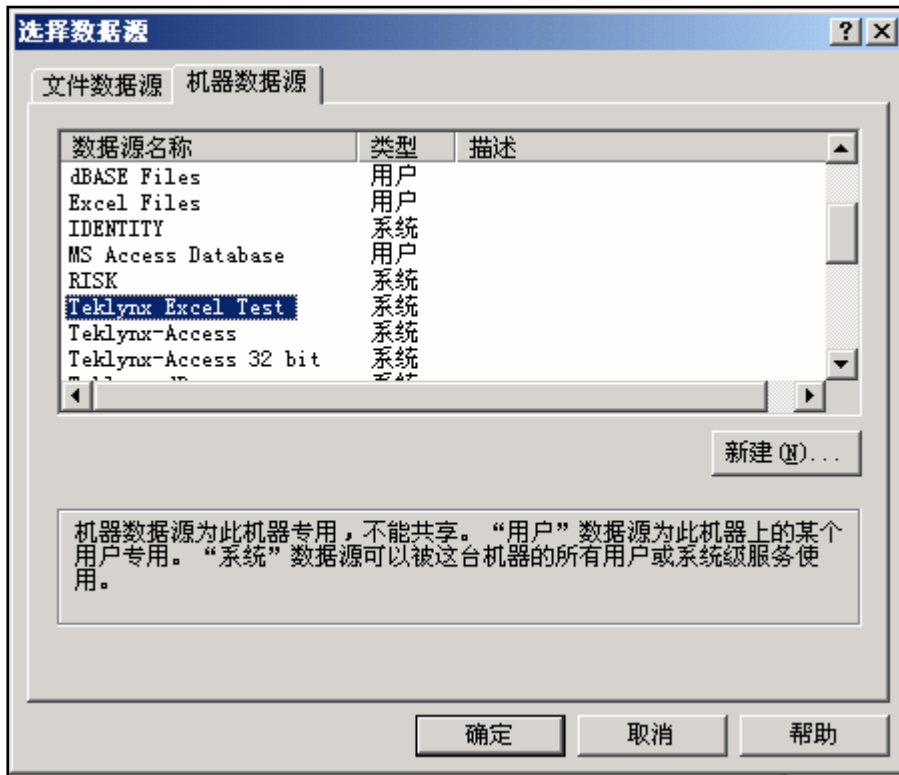 选择数据源
文件数据源 机器数据源
数据源名称 类型 描述
dBASE Files 用户
Excel Files 用户
IDENTITY 系统
MS Access Database 用户
RISK 系统
Teklynx Excel Test 系统
Teklynx-Access 系统
Teklynx-Access 32 bit 系统
新建(N)...
机器数据源为此机器专用，不能共享。“用户”数据源为此机器上的某个
用户专用。“系统”数据源可以被这台机器的所有用户或系统级服务使
用。
确定 取消 帮助